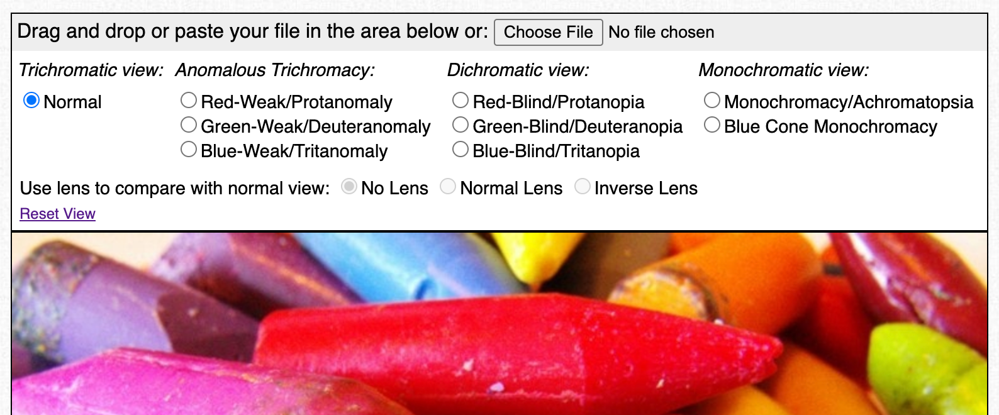 Drag and drop or paste your file in the area below or: Choose File No file chosen
Trichromatic view: Anomalous Trichromacy: Dichromatic view: Monochromatic view:
Normal Red-Weak/Protanomaly Red-Blind/Protanopia Monochromacy/Achromatopsia
Green-Weak/Deuteranomaly Green-Blind/Deuteranopia Blue Cone Monochromacy
Blue-Weak/Tritanomaly Blue-Blind/Tritanopia
Use lens to compare with normal view: No Lens Normal Lens Inverse Lens
Reset View